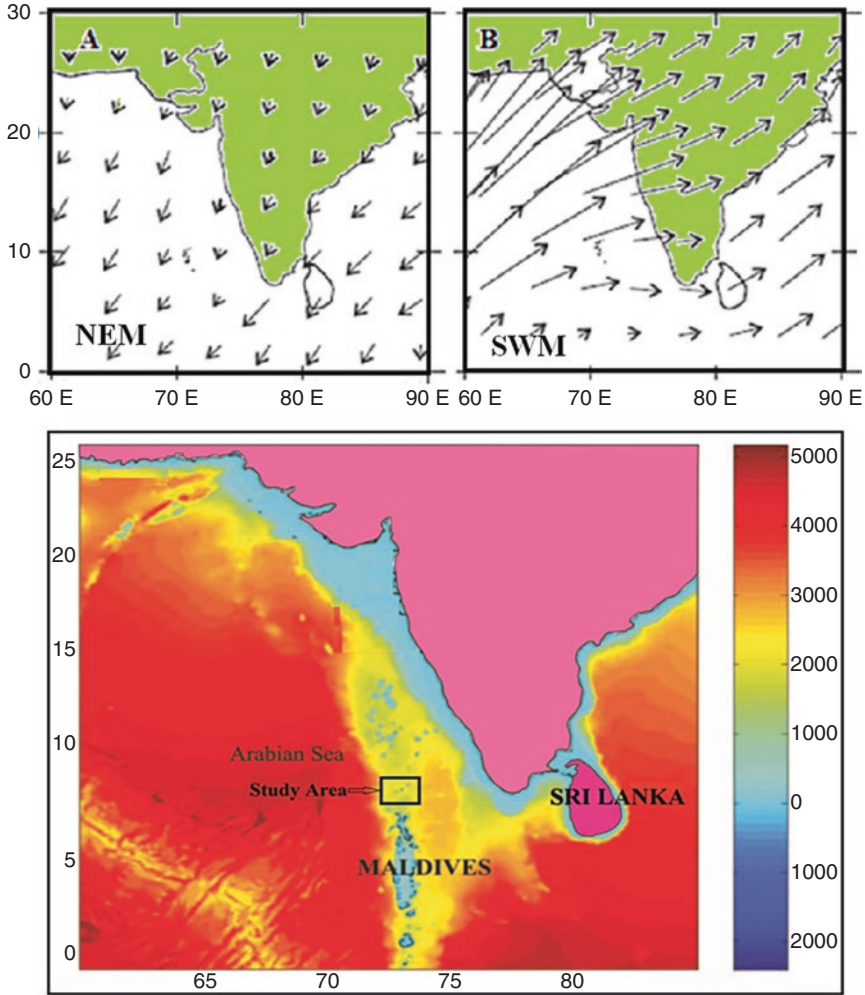 30
20
10
0
A
NEM
60 E
70 E
80 E
90 E
B
SWM
60 E
70 E
80 E
90 E
25
20
15
10
5
0
Arabian Sea
Study Area
SRI LANKA
MALDIVES
65
70
75
80
5000
4000
3000
2000
1000
0
1000
2000